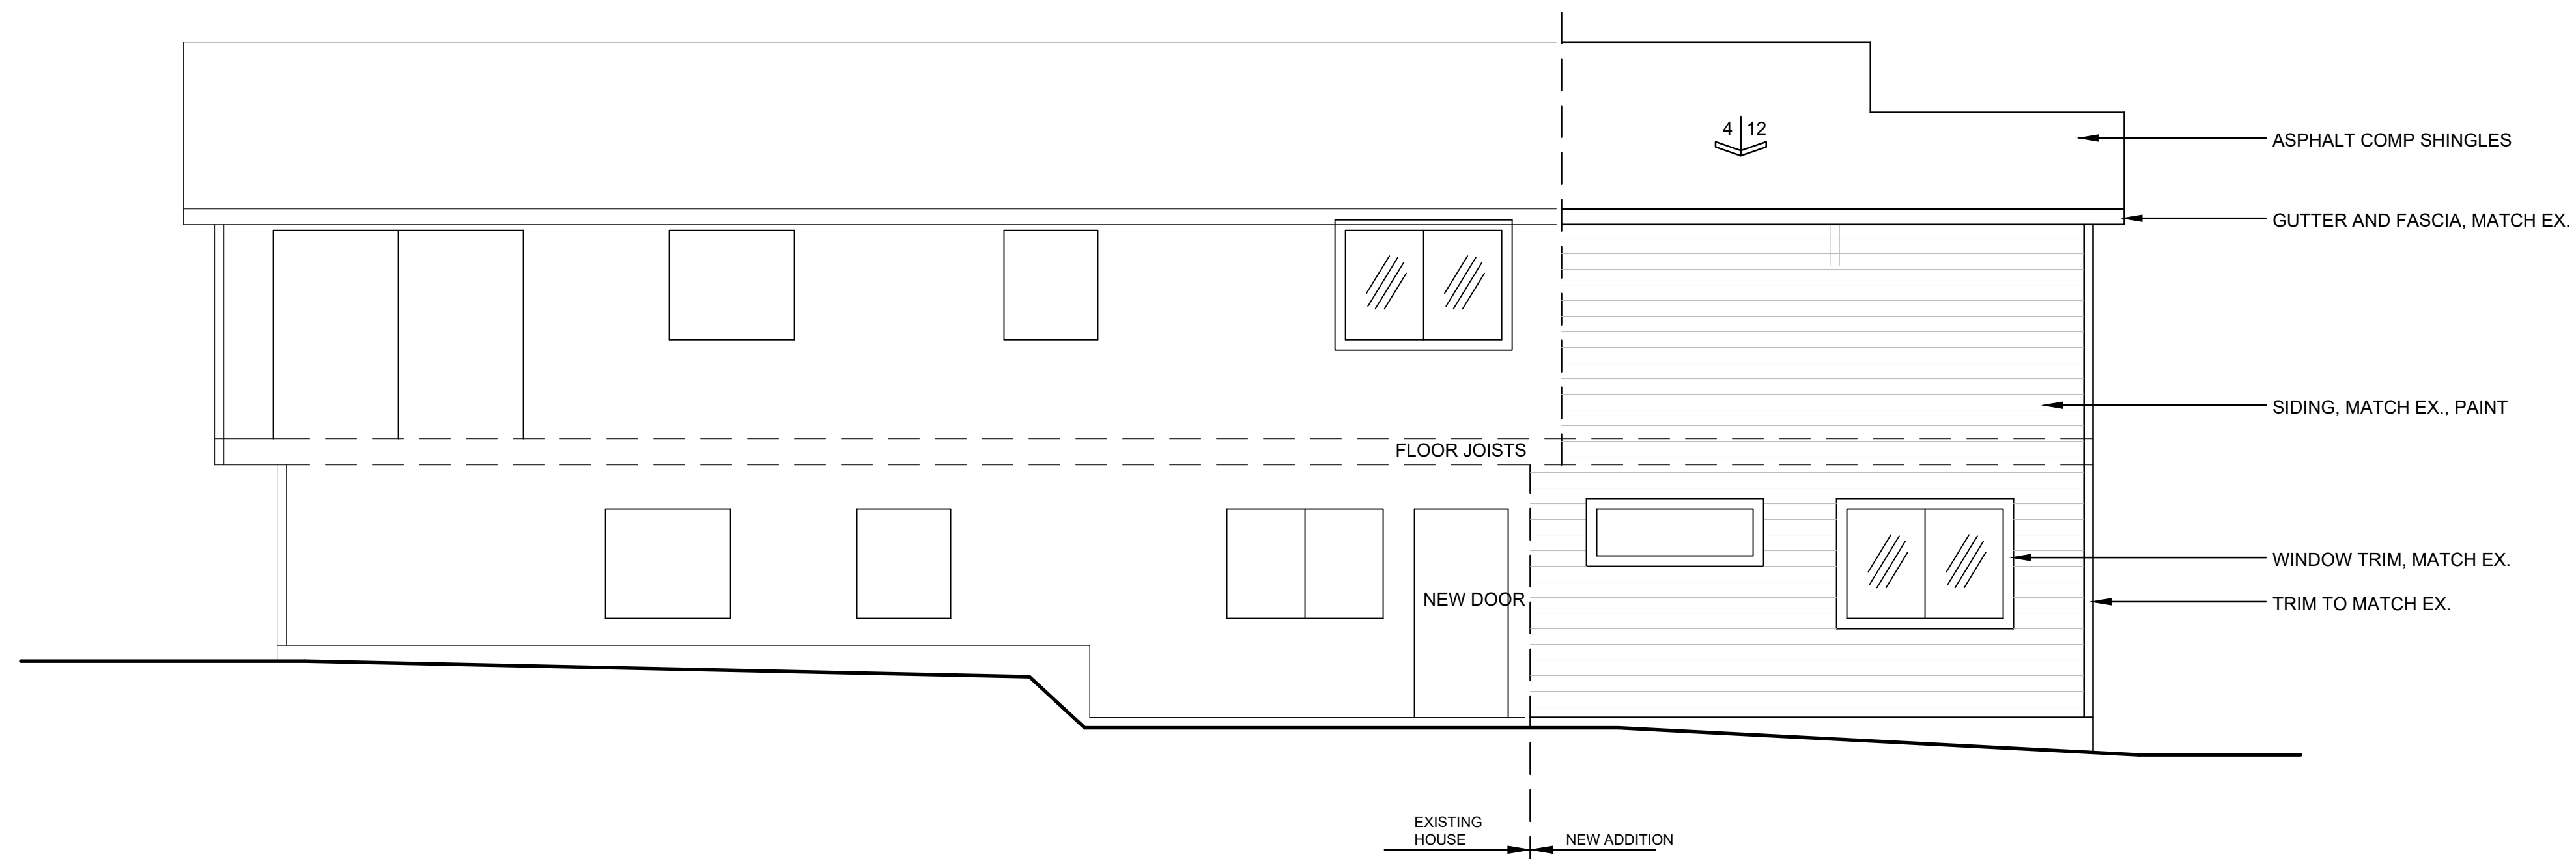 4 12
ASPHALT COMP SHINGLES
GUTTER AND FASCIA, MATCH EX.
SIDING, MATCH EX., PAINT
FLOOR JOISTS
WINDOW TRIM, MATCH EX.
NEW DOOR
TRIM TO MATCH EX.
EXISTING
HOUSE
NEW ADDITION